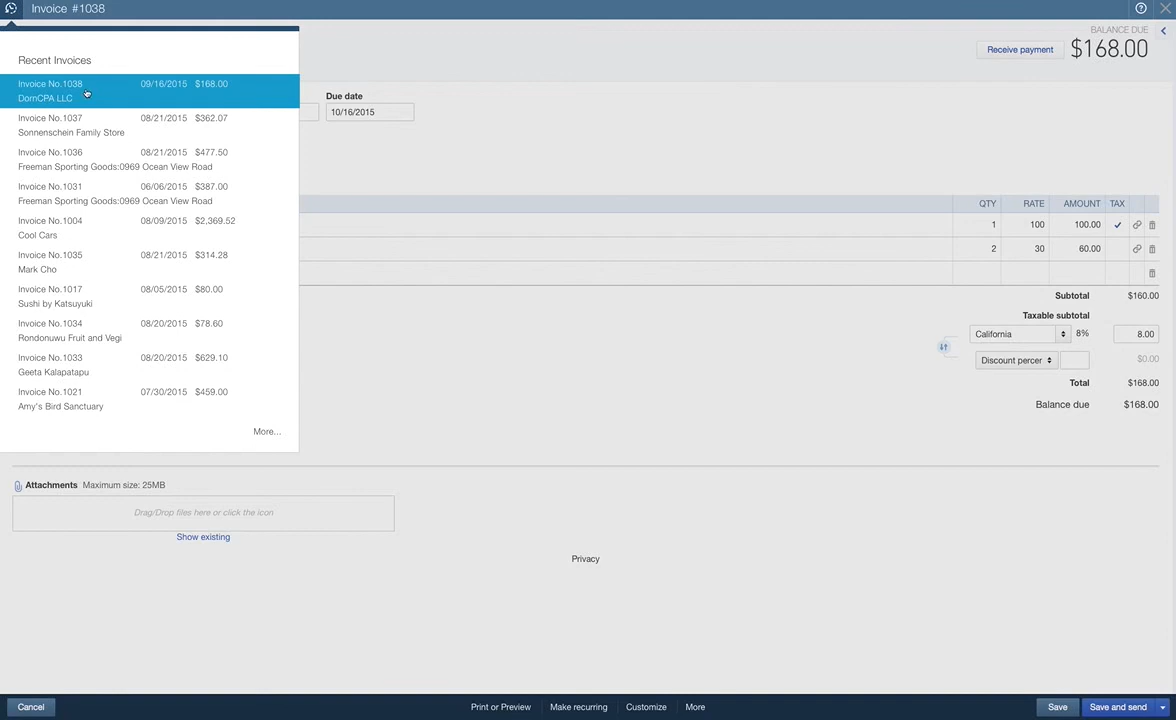 Invoice #1038
BALANCE DUE
Receive payment $168.00
Recent Invoices
Invoice No.1038 09/16/2015 $168.00
DornCPA LLC
Invoice No.1037 08/21/2015 $362.07
Sonnenschein Family Store
Invoice No.1036 08/21/2015 $477.50
Freeman Sporting Goods:0969 Ocean View Road
Invoice No.1031 06/06/2015 $387.00
Freeman Sporting Goods:0969 Ocean View Road
Invoice No.1004 08/09/2015 $2,369.52
Cool Cars
Invoice No.1035 08/21/2015 $314.28
Mark Cho
Invoice No.1017 08/05/2015 $80.00
Sushi by Katsuyuki
Invoice No.1034 08/20/2015 $78.60
Rondonuwu Fruit and Vegi
Invoice No.1033 08/20/2015 $629.10
Geeta Kalapatapu
Invoice No.1021 07/30/2015 $459.00
Amy's Bird Sanctuary
More...
Due date
10/16/2015
QTY RATE AMOUNT TAX
1 100 100.00
2 30 60.00
Subtotal $160.00
Taxable subtotal
California 8% 8.00
Discount percer $0.00
Total $168.00
Balance due $168.00
Attachments Maximum size: 25MB
Drag/Drop files here or click the icon
Show existing
Privacy
Cancel Print or Preview Make recurring Customize More Save Save and send